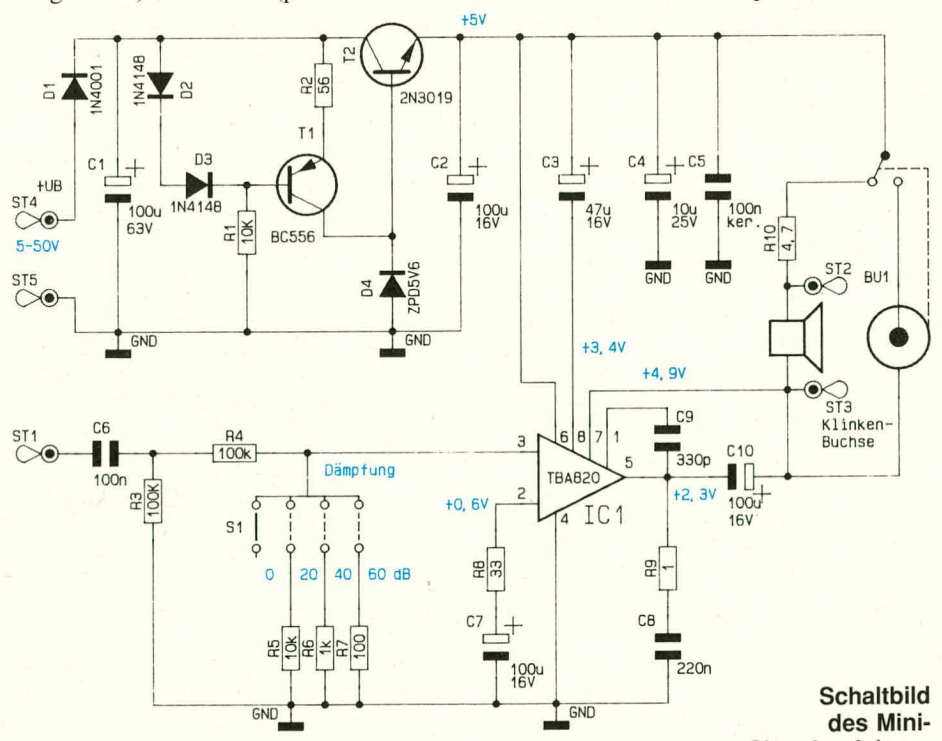 +5V
T2
2N3019
D1
1N4001
1N4148
D2
R2
56
T1
C1
+
100u
63V
D3
1N4148
R1
10K
BC556
D4
ZPD5V6
C2
+
100u
16V
C3
+
47u
16V
C4
+
10u
25V
C5
100n
ker.
R10
4,7
ST2
BU1
+UB
ST4
5-50V
ST5
GND
GND
GND
GND
+3,4V
+4,9V
ST3
Klinken-
Buchse
ST1
C6
100n
R4
100k
R3
100K
Dämpfung
S1
0 20 40 60 dB
R5
10k
R6
1k
R7
100
3
2
6
8
7
1
5
4
TBA820
IC1
+0,6V
R8
33
C7
+
100u
16V
C9
330p
C10
100u
16V
+
+2,3V
R9
1
C8
220n
GND
GND
Schaltbild
des Mini-